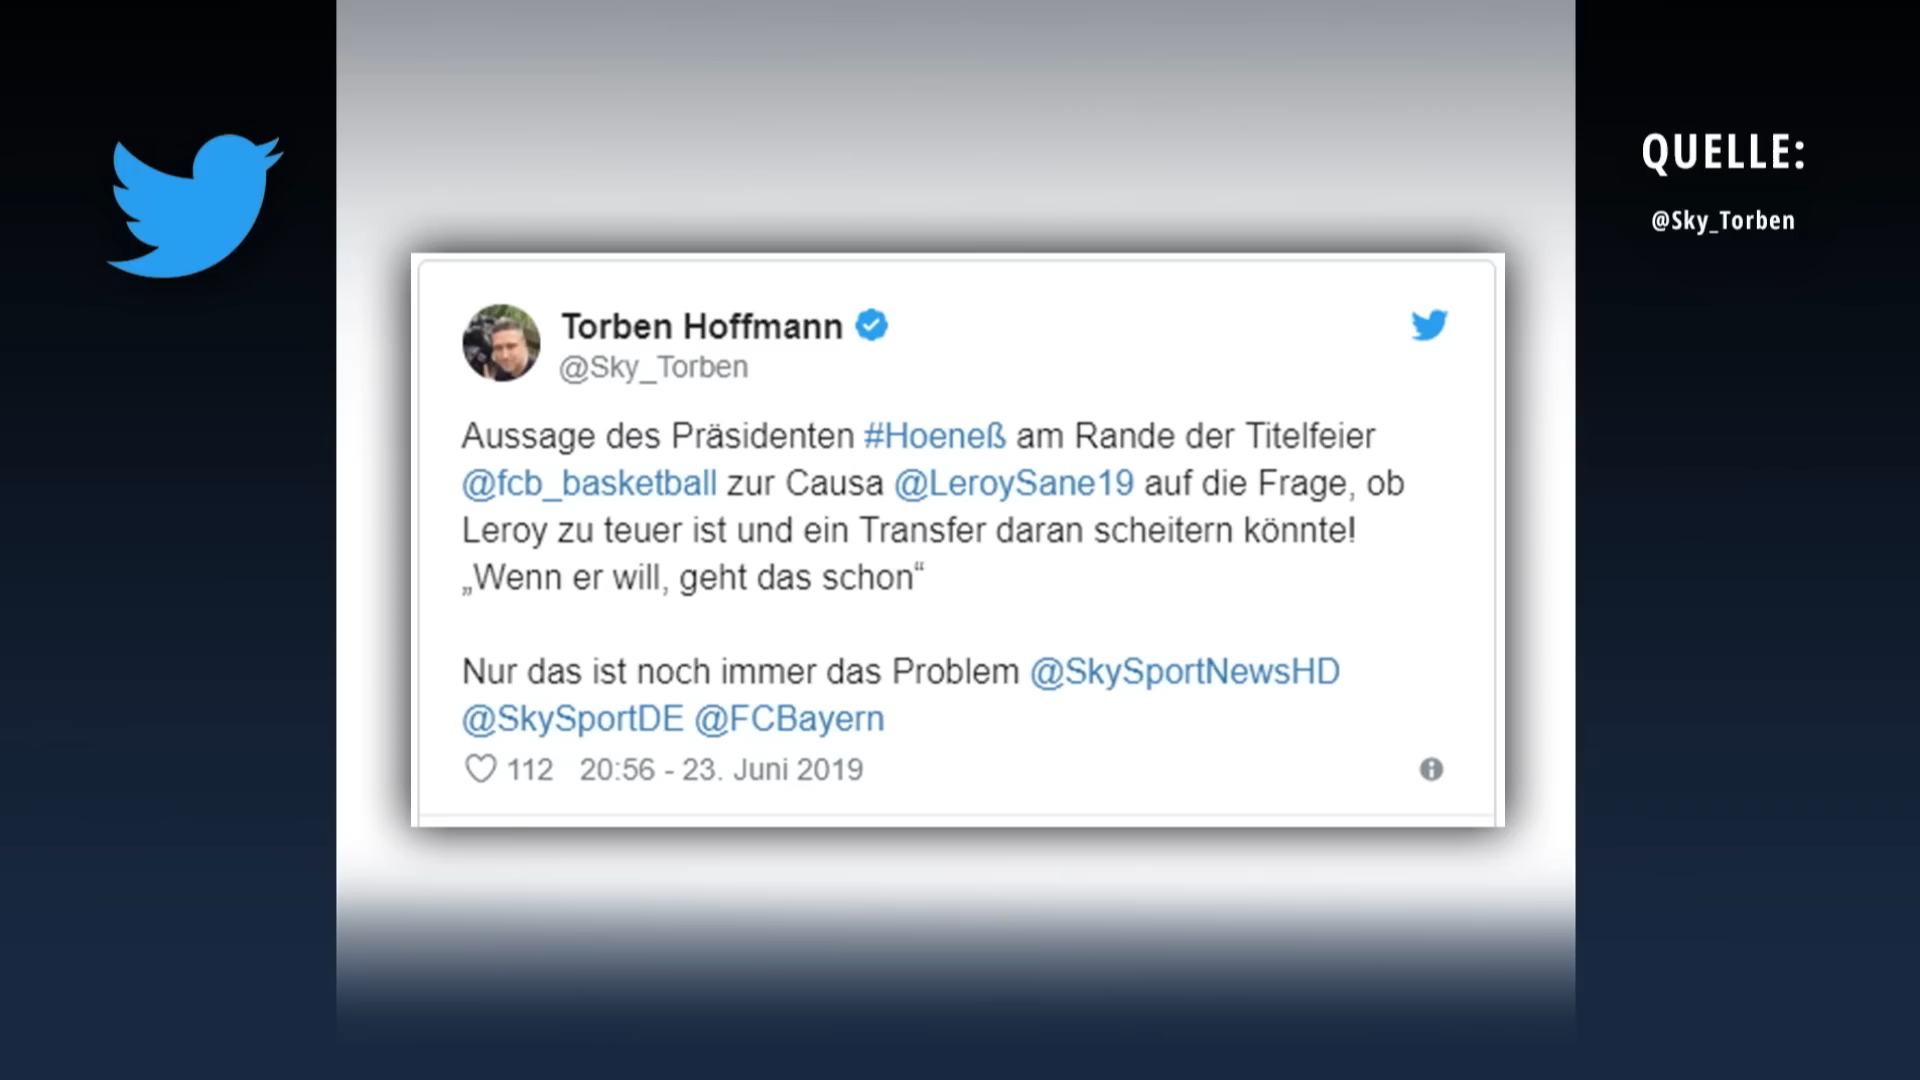 QUELLE:
@Sky_Torben
Torben Hoffmann
@Sky_Torben
Aussage des Präsidenten #Hoeneß am Rande der Titelfeier
@fcb_basketball zur Causa @LeroySane19 auf die Frage, ob
Leroy zu teuer ist und ein Transfer daran scheitern könnte!
„Wenn er will, geht das schon“
Nur das ist noch immer das Problem @SkySportNewsHD
@SkySportDE @FCBayern
112 20:56 - 23. Juni 2019